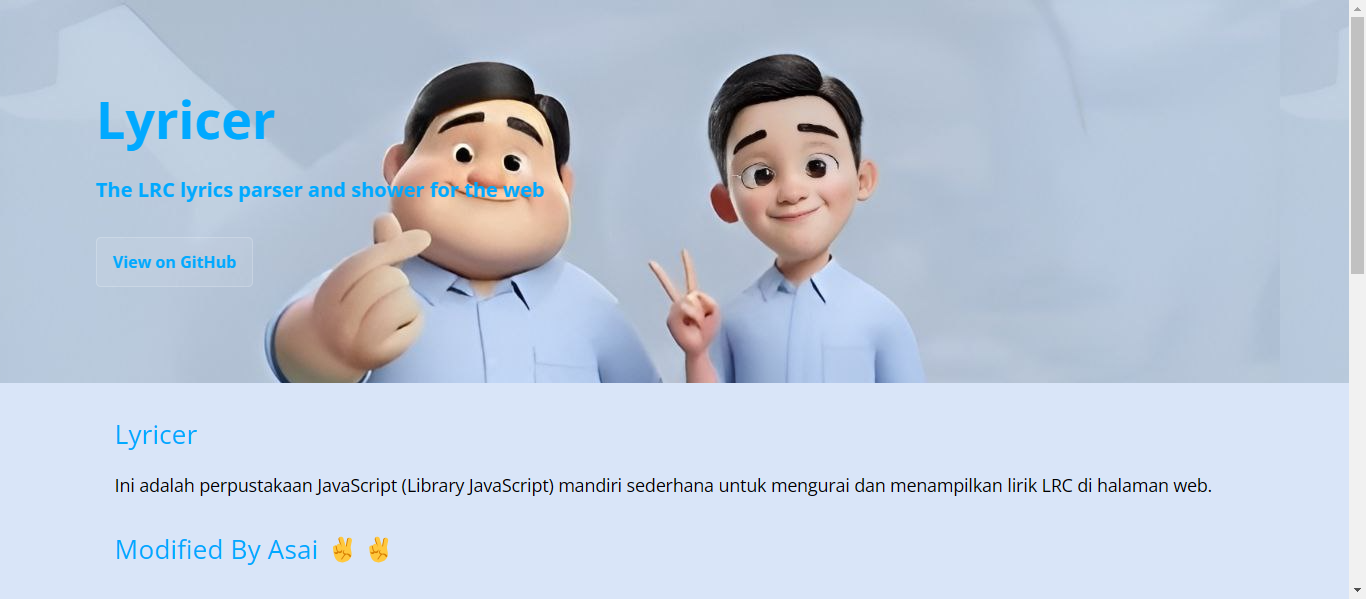 Lyricer
The LRC lyrics parser and shower for the web
View on GitHub
Lyricer
Ini adalah perpustakaan JavaScript (Library JavaScript) mandiri sederhana untuk mengurai dan menampilkan lirik LRC di halaman web.
Modified By Asai ✌️ ✌️